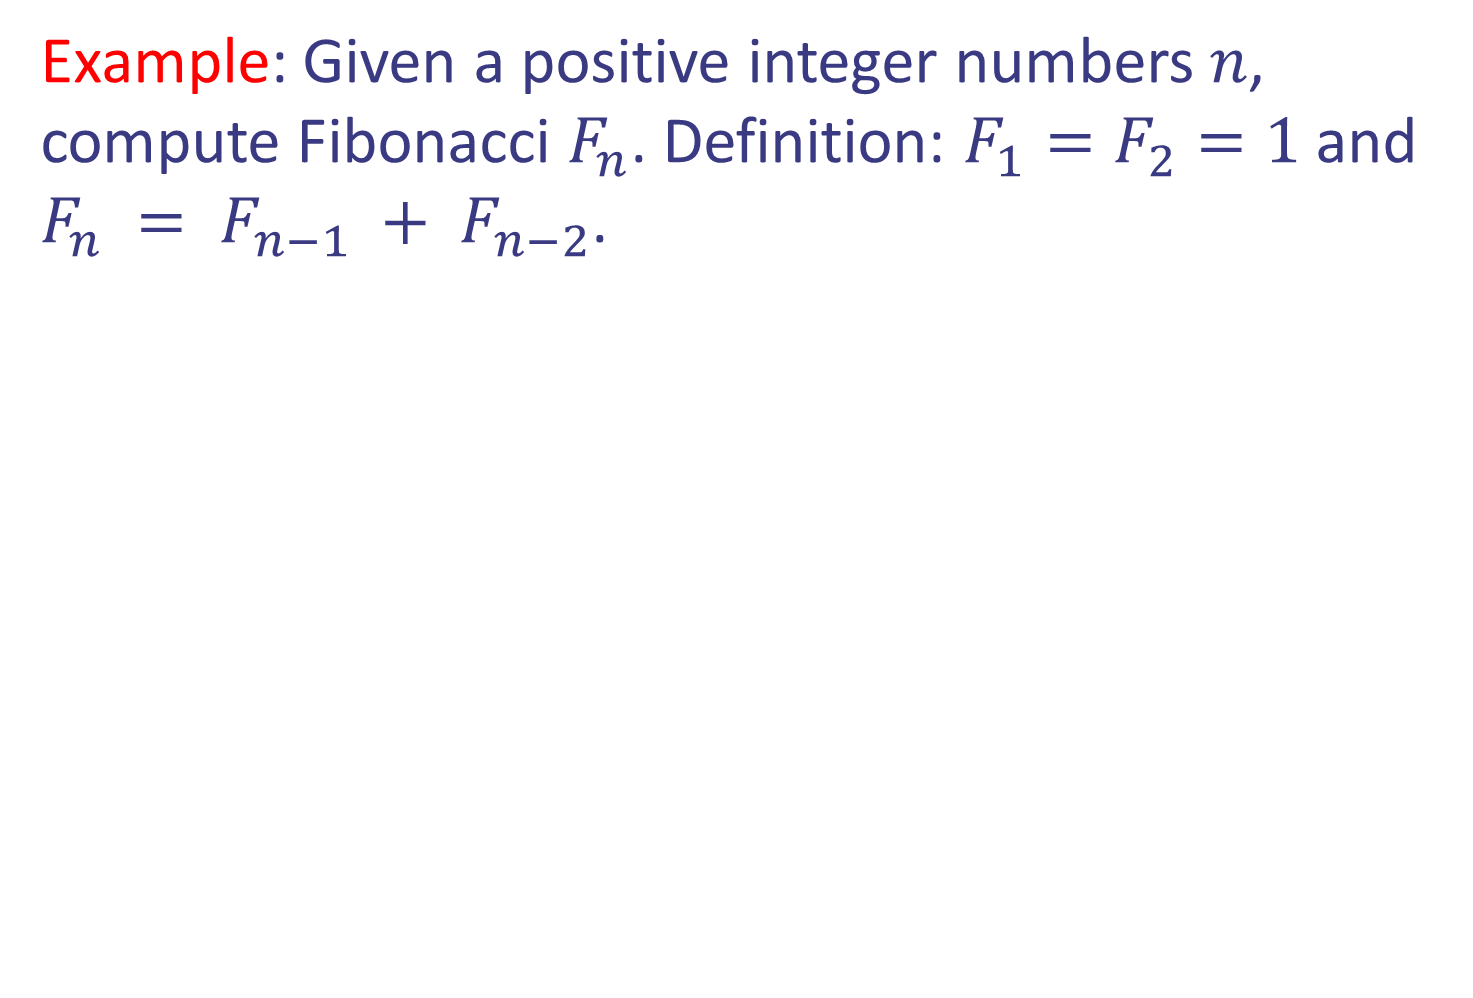 Example: Given a positive integer numbers 𝑛,
compute Fibonacci 𝐹ₙ. Definition: 𝐹₁ = 𝐹₂ = 1 and
𝐹ₙ = 𝐹ₙ₋₁ + 𝐹ₙ₋₂.